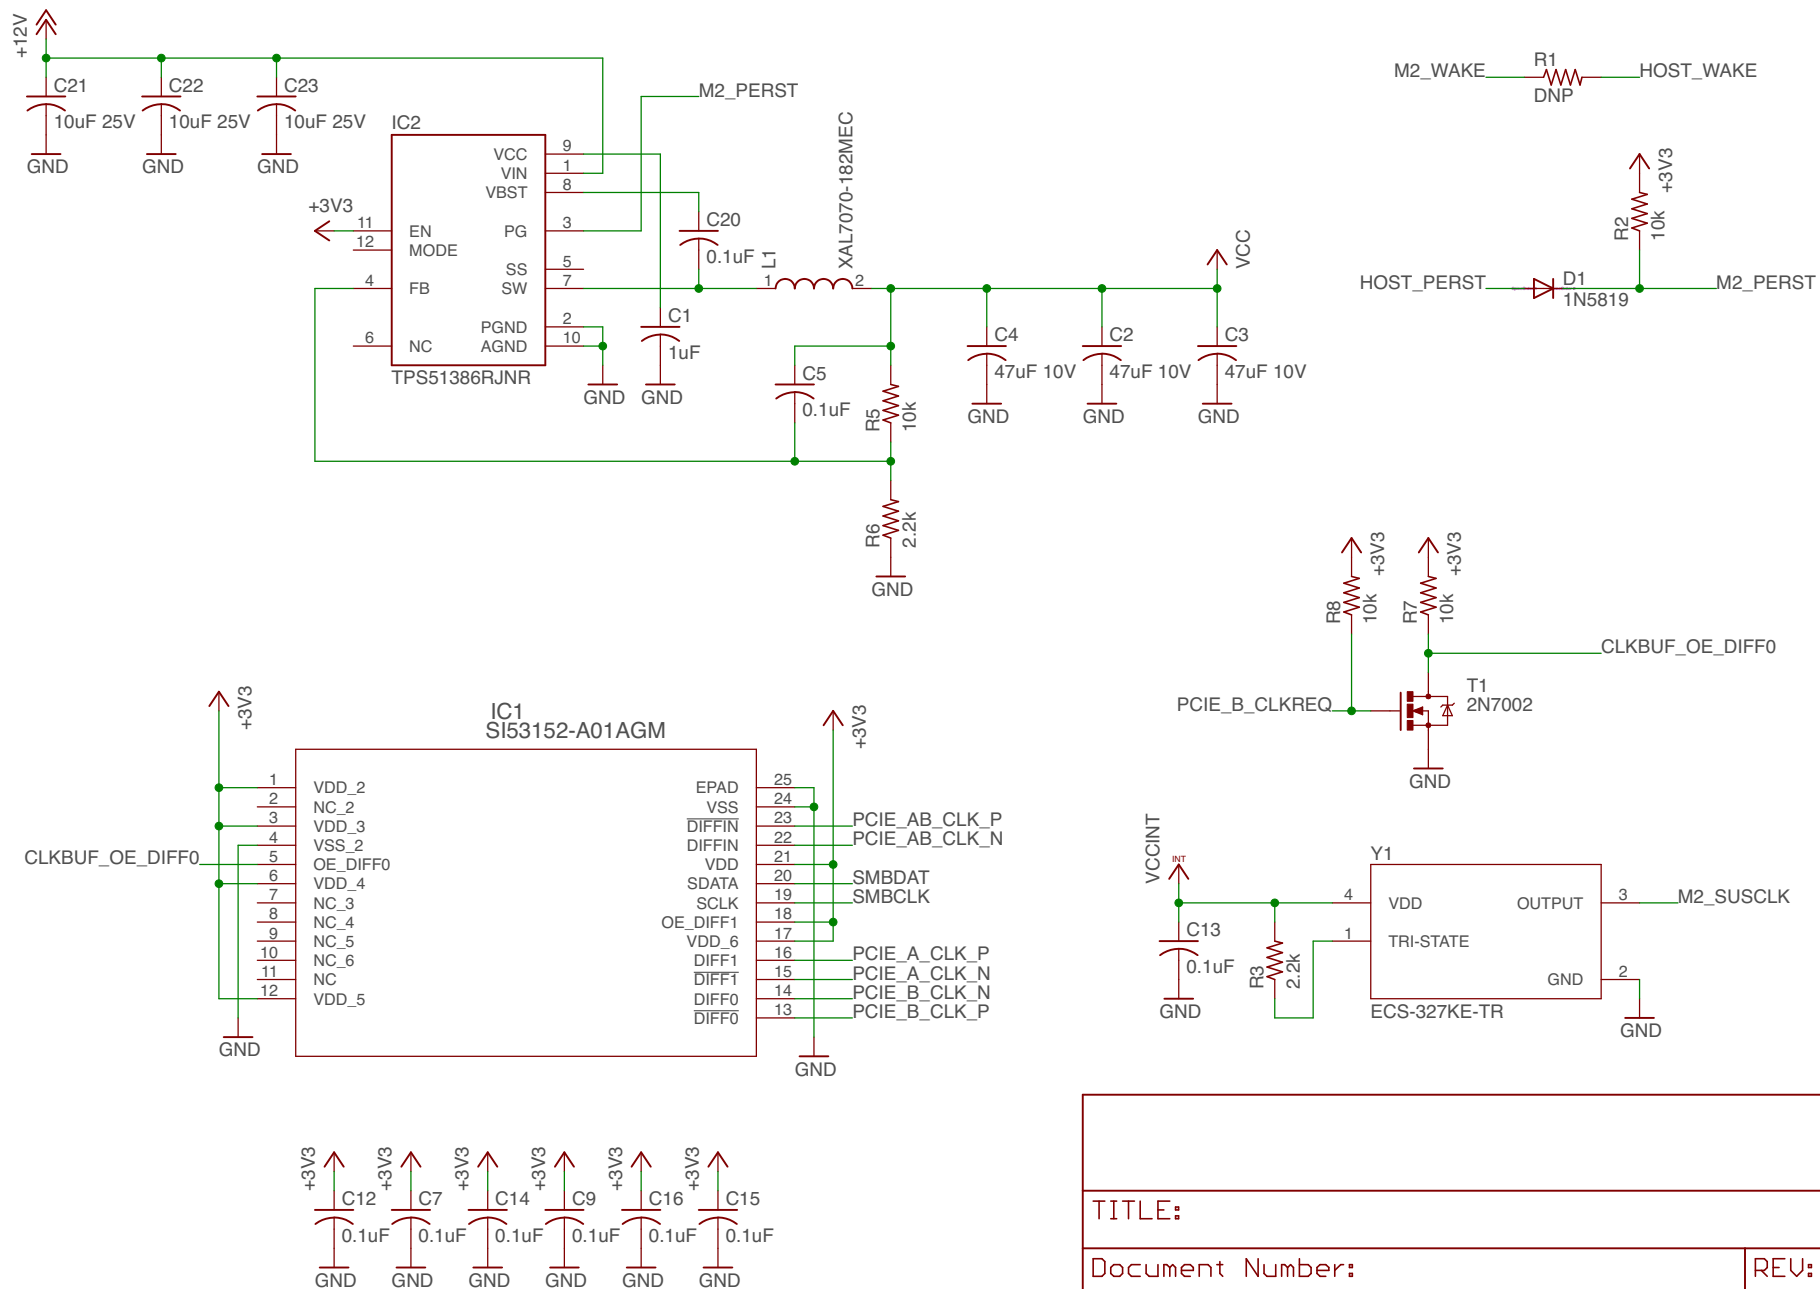 +12V
C21
10uF 25V
GND
C22
10uF 25V
GND
C23
10uF 25V
GND
IC2
VCC 9
VIN 1
VBST 8
+3V3
11 EN
PG 3
12 MODE
SS 5
4 FB
SW 7
PGND 2
6 NC
AGND 10
TPS51386RJNR
M2_PERST
C20
0.1uF
L1
1
2
XAL7070-182MEC
C1
1uF
GND
GND
C5
0.1uF
R5
10k
R6
2.2k
GND
C4
47uF 10V
GND
C2
47uF 10V
GND
C3
47uF 10V
GND
VCC
M2_WAKE
R1
DNP
HOST_WAKE
+3V3
R2
10k
HOST_PERST
D1
1N5819
M2_PERST
+3V3
R8
10k
+3V3
R7
10k
CLKBUF_OE_DIFF0
PCIE_B_CLKREQ
T1
2N7002
GND
+3V3
IC1
SI53152-A01AGM
+3V3
1 VDD_2
2 NC_2
3 VDD_3
4 VSS_2
CLKBUF_OE_DIFF0
5 OE_DIFF0
6 VDD_4
7 NC_3
8 NC_4
9 NC_5
10 NC_6
11 NC
12 VDD_5
GND
EPAD 25
VSS 24
DIFFIN 23 PCIE_AB_CLK_P
DIFFIN 22 PCIE_AB_CLK_N
VDD 21
SDATA 20 SMBDAT
SCLK 19 SMBCLK
OE_DIFF1 18
VDD_6 17
DIFF1 16 PCIE_A_CLK_P
DIFF1 15 PCIE_A_CLK_N
DIFF0 14 PCIE_B_CLK_N
DIFF0 13 PCIE_B_CLK_P
GND
VCCINT
INT
C13
0.1uF
GND
R3
2.2k
Y1
4 VDD
OUTPUT 3
M2_SUSCLK
1 TRI-STATE
GND 2
ECS-327KE-TR
GND
+3V3
C12
0.1uF
GND
+3V3
C7
0.1uF
GND
+3V3
C14
0.1uF
GND
+3V3
C9
0.1uF
GND
+3V3
C16
0.1uF
GND
+3V3
C15
0.1uF
GND
TITLE:
Document Number:
REV: